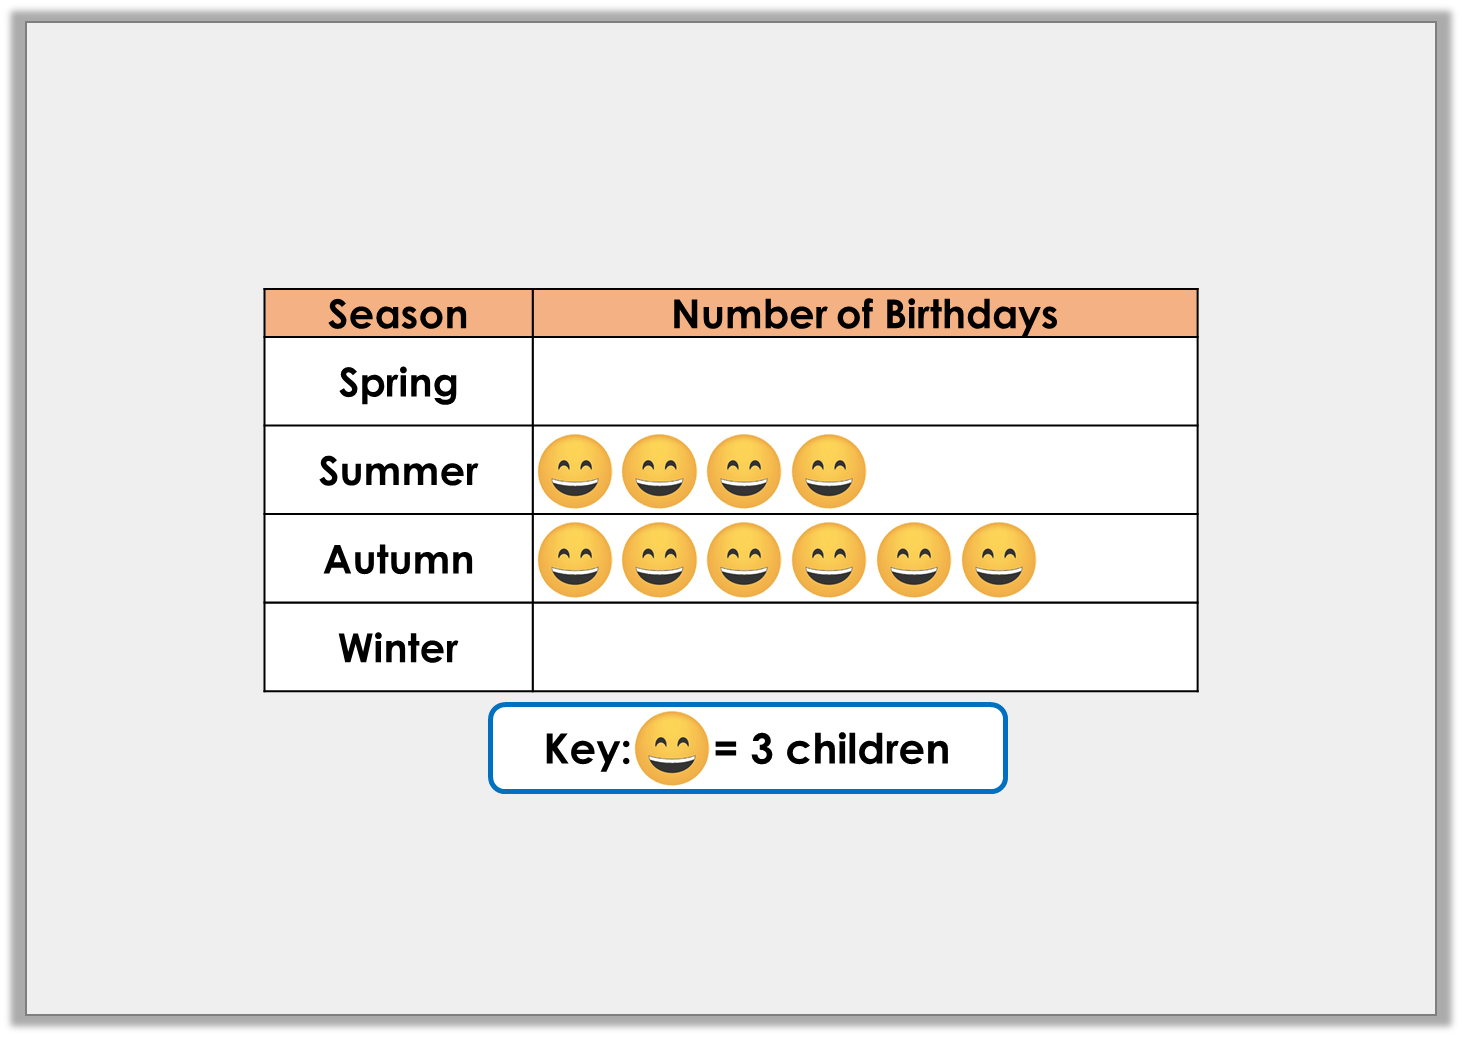 Season Number of Birthdays
Spring
Summer
Autumn
Winter
Key: = 3 children